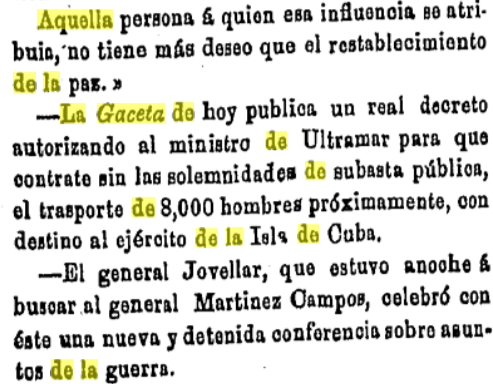 Aquella persona á quien esa influencia se atri-
buia, no tiene más deseo que el restablecimiento
de la paz. »
—La Gaceta de hoy publica un real decreto
autorizando al ministro de Ultramar para que
contrate sin las solemnidades de subasta pública,
el trasporte de 8,000 hombres próximamente, con
destino al ejército de la Isla de Cuba.
—El general Jovellar, que estuvo anoche á
buscar al general Martinez Campos, celebró con
éste una nueva y detenida conferencia sobre asun-
tos de la guerra.